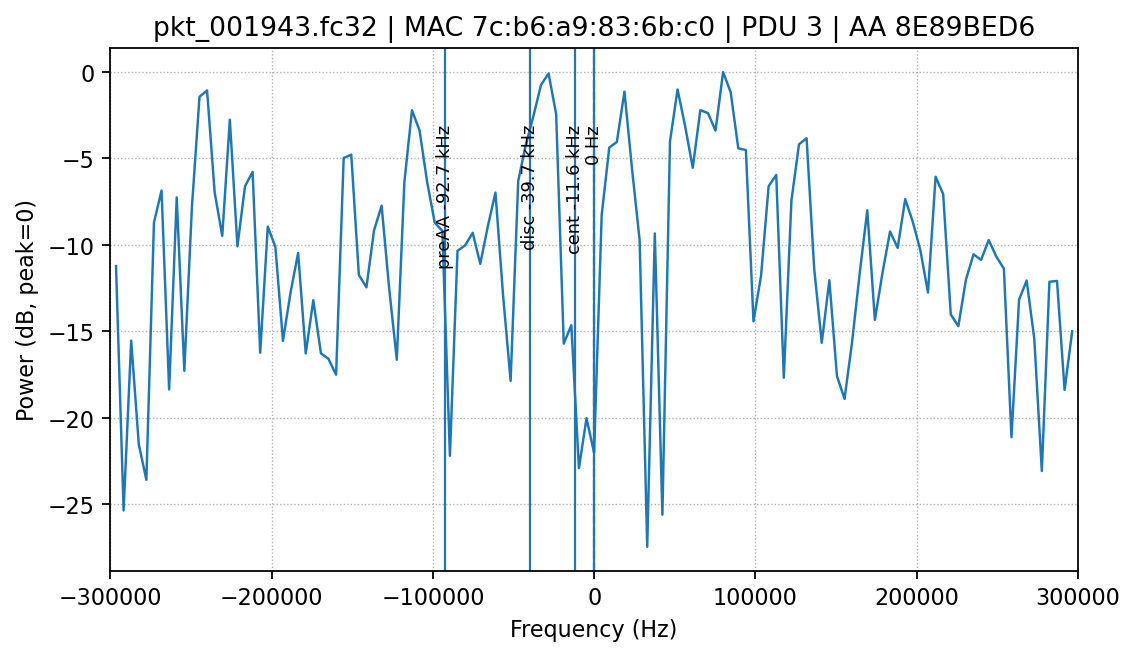 pkt_001943.fc32 | MAC 7c:b6:a9:83:6b:c0 | PDU 3 | AA 8E89BED6
Power (dB, peak=0)
0
−5
−10
−15
−20
−25
preAA -92.7 kHz
disc -39.7 kHz
cent -11.6 kHz
0 Hz
−300000
−200000
−100000
0
100000
200000
300000
Frequency (Hz)